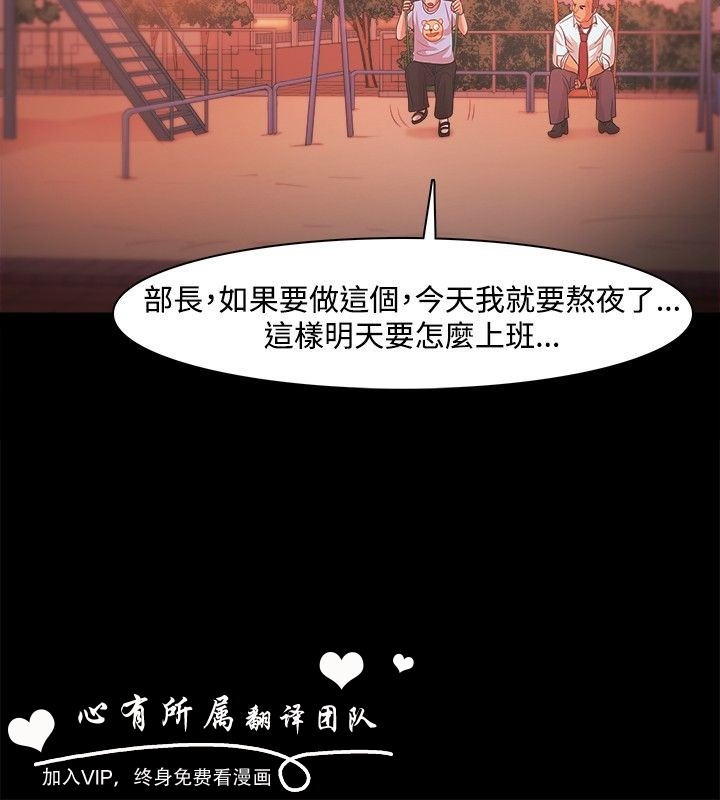 部長，如果要做這個，今天我就要熬夜了...
這樣明天要怎麼上班...
心有所属翻译团队
加入VIP，终身免费看漫画